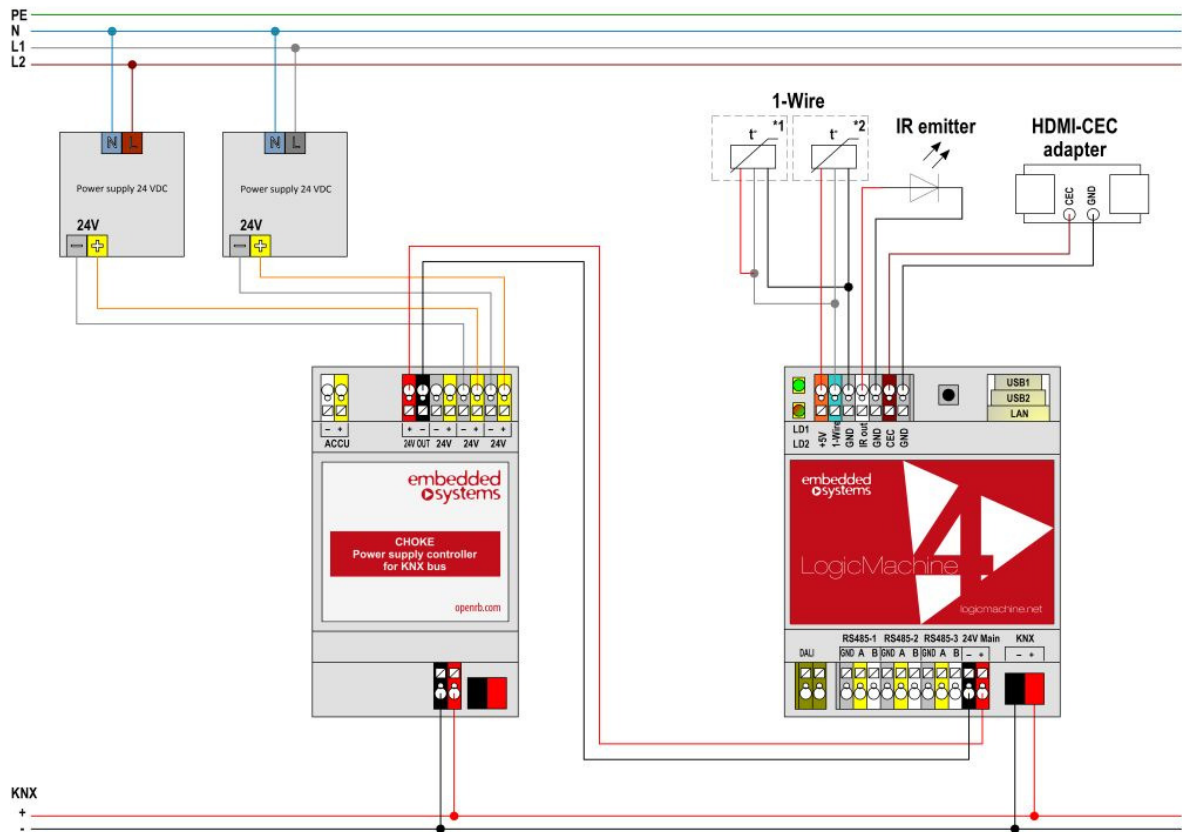 PE
N
L1
L2
N L
Power supply 24 VDC
24V
− +
N L
Power supply 24 VDC
24V
− +
1-Wire
t° *1
t° *2
IR emitter
HDMI-CEC
adapter
CEC
GND
− +
ACCU
+ − − + − + − +
24V OUT 24V 24V 24V
embedded
systems
CHOKE
Power supply controller
for KNX bus
openrb.com
LD1
LD2
+5V
1-Wire
GND
IR out
GND
CEC
GND
USB1
USB2
LAN
embedded
systems
4
LogicMachine
logicmachine.net
RS485-1 RS485-2 RS485-3 24V Main KNX
DALI GND A B GND A B GND A B − + − +
KNX
+
-